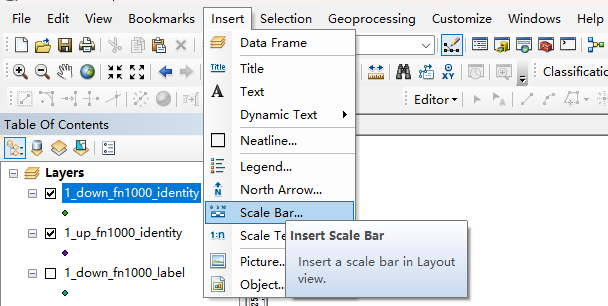 File Edit View Bookmarks Insert Selection Geoprocessing Customize Windows Help
Data Frame
Title Title
A Text
Dynamic Text
Neatline...
Classification
Editor
Table Of Contents
Legend...
Layers
N North Arrow...
1_down_fn1000_identity
Scale Bar...
1_up_fn1000_identity
1:n
Insert Scale Bar
Picture...
Insert a scale bar in Layout
view.
1_down_fn1000_label
Object...